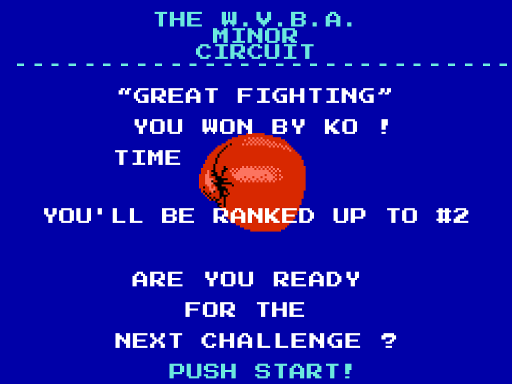 THE W.V.B.A.
MINOR
CIRCUIT
“GREAT FIGHTING”
YOU WON BY KO !
TIME
YOU'LL BE RANKED UP TO #2
ARE YOU READY
FOR THE
NEXT CHALLENGE ?
PUSH START!